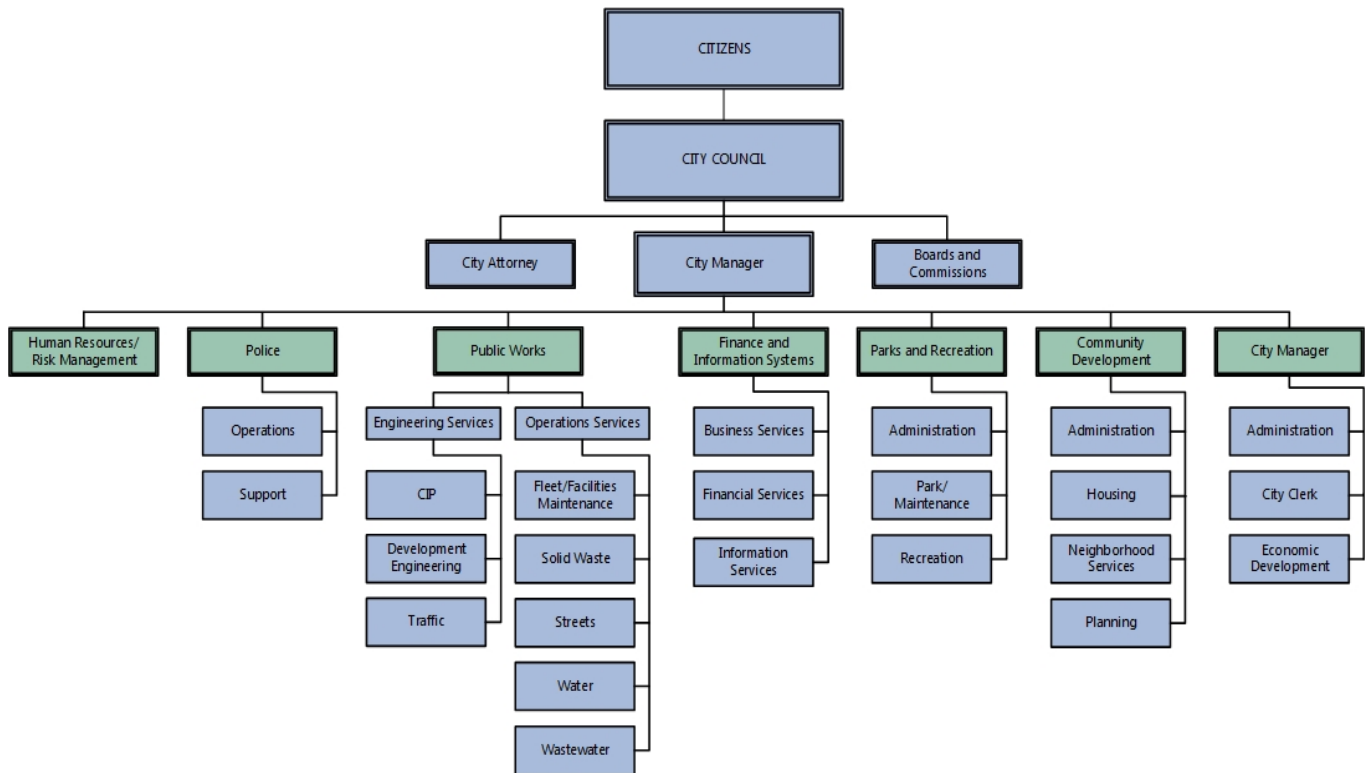 CITIZENS
CITY COUNCIL
City Attorney
City Manager
Boards and
Commissions
Human Resources/
Risk Management
Police
Public Works
Finance and
Information Systems
Parks and Recreation
Community
Development
City Manager
Operations
Support
Engineering Services
CIP
Development
Engineering
Traffic
Operations Services
Fleet/Facilities
Maintenance
Solid Waste
Streets
Water
Wastewater
Business Services
Financial Services
Information
Services
Administration
Park/
Maintenance
Recreation
Administration
Housing
Neighborhood
Services
Planning
Administration
City Clerk
Economic
Development